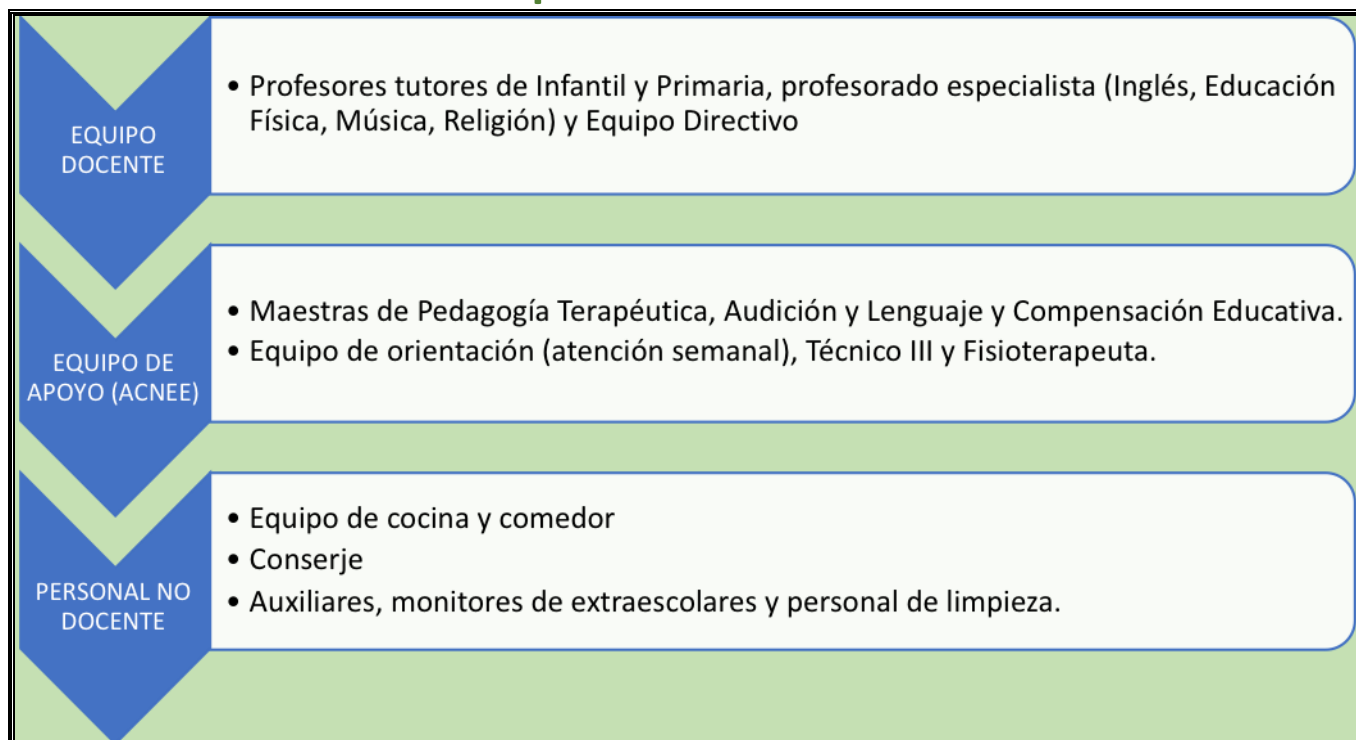 EQUIPO
DOCENTE
• Profesores tutores de Infantil y Primaria, profesorado especialista (Inglés, Educación
Física, Música, Religión) y Equipo Directivo
EQUIPO DE
APOYO (ACNEE)
• Maestras de Pedagogía Terapéutica, Audición y Lenguaje y Compensación Educativa.
• Equipo de orientación (atención semanal), Técnico III y Fisioterapeuta.
PERSONAL NO
DOCENTE
• Equipo de cocina y comedor
• Conserje
• Auxiliares, monitores de extraescolares y personal de limpieza.